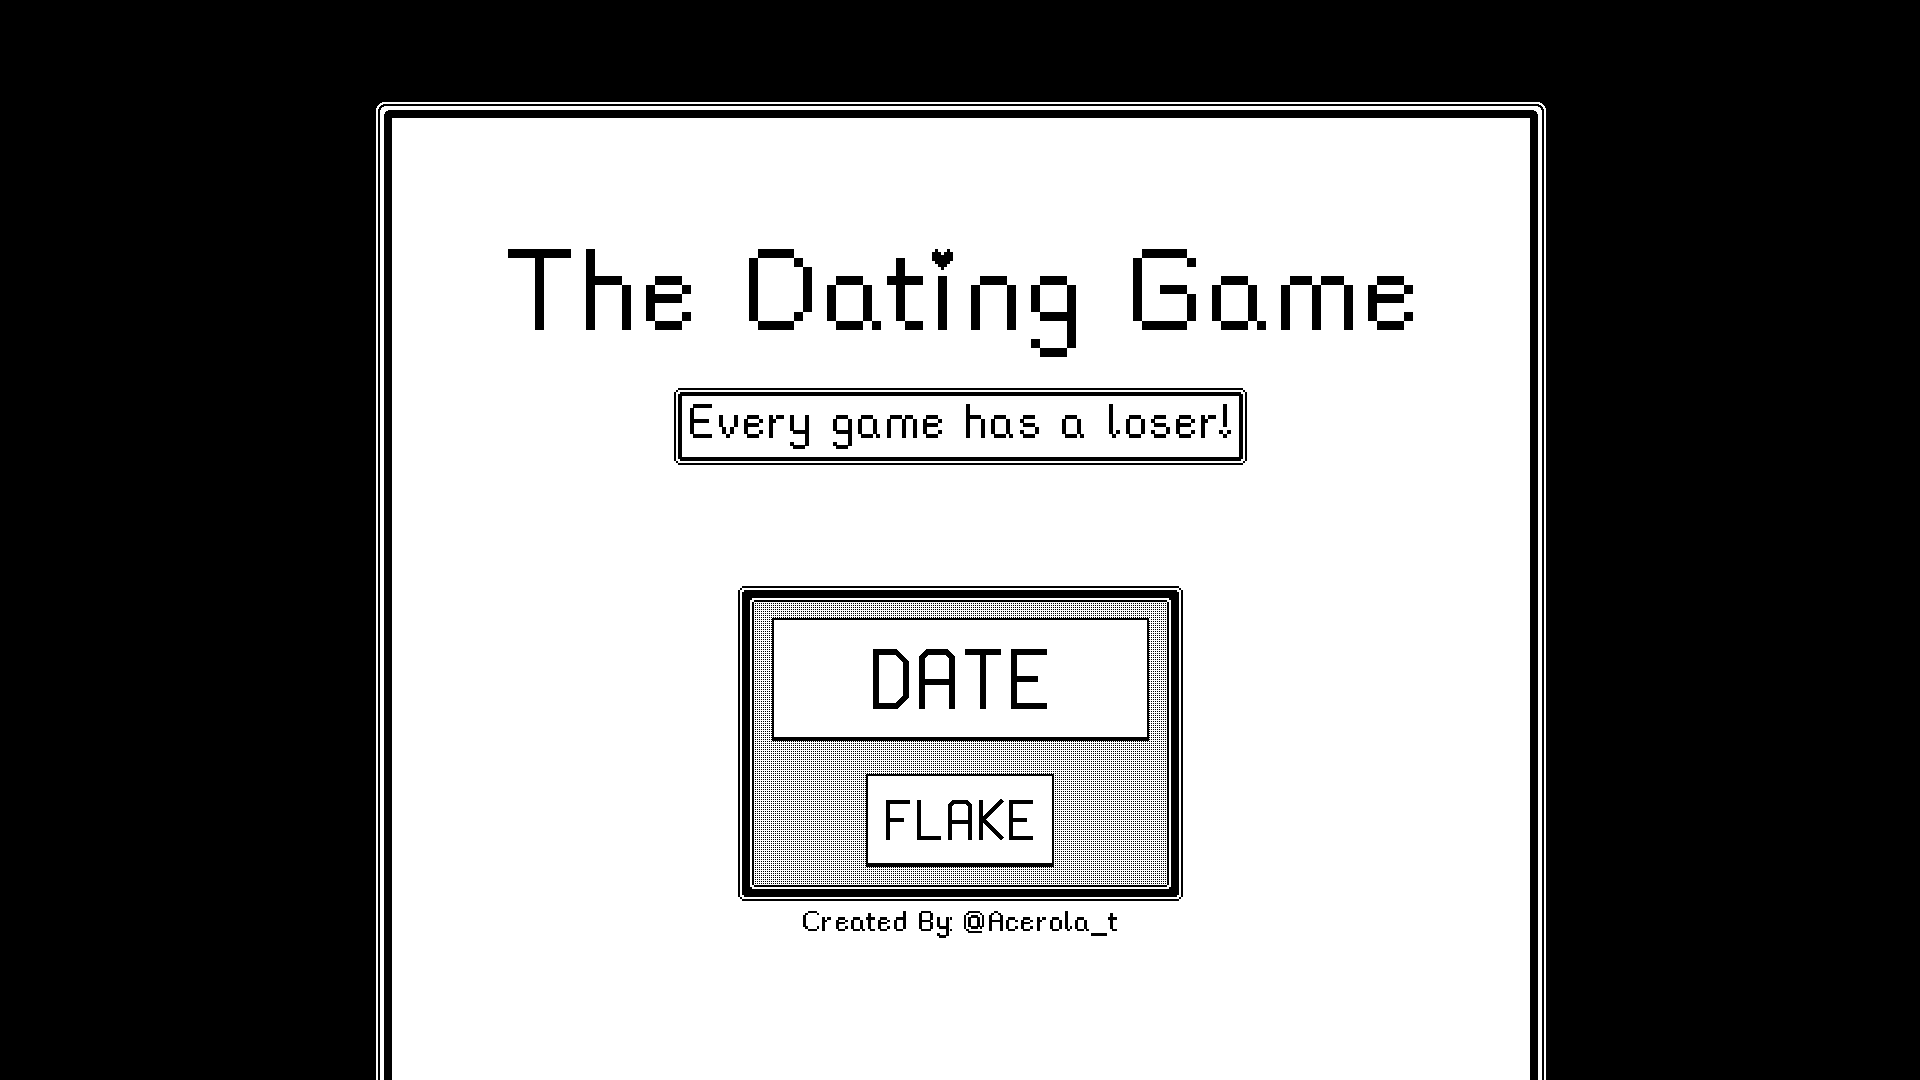 The Dating Game
Every game has a loser!
DATE
FLAKE
Created By: @Acerola_t